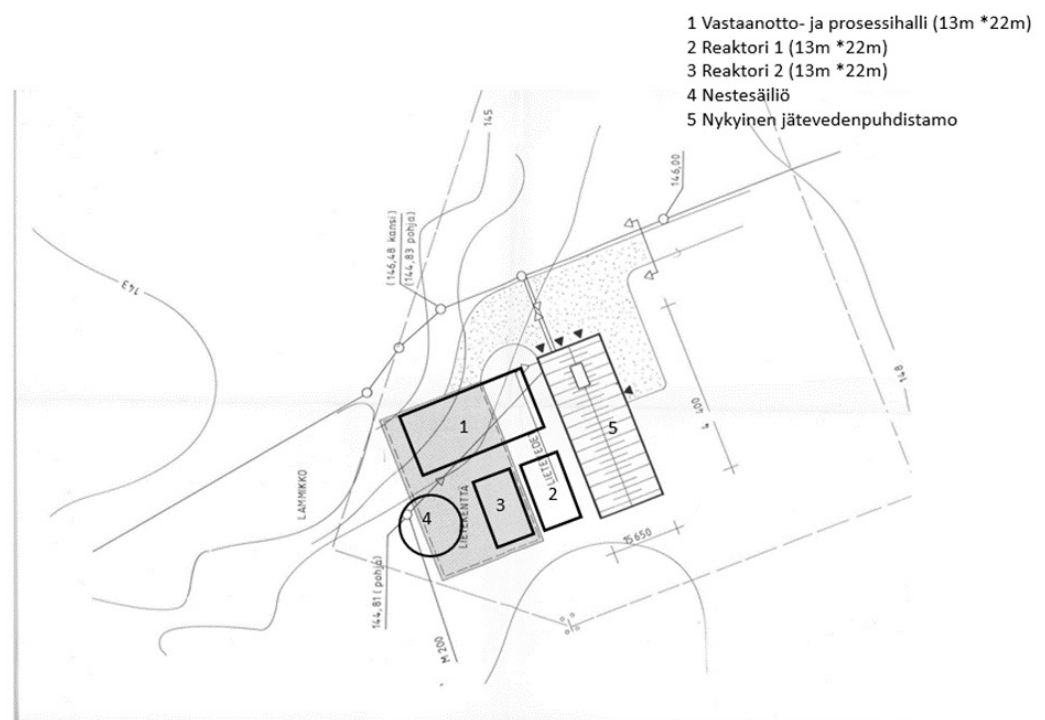 1 Vastaanotto- ja prosessihalli (13m *22m)
2 Reaktori 1 (13m *22m)
3 Reaktori 2 (13m *22m)
4 Nestesäiliö
5 Nykyinen jätevedenpuhdistamo
145
146,00
(146,48 kansi)
(144,83 pohja)
143
148
1
5
LIETE
2
3
4
LIETEKENTTÄ
LAMMIKKO
15650
144,81 (pohja)
M 200